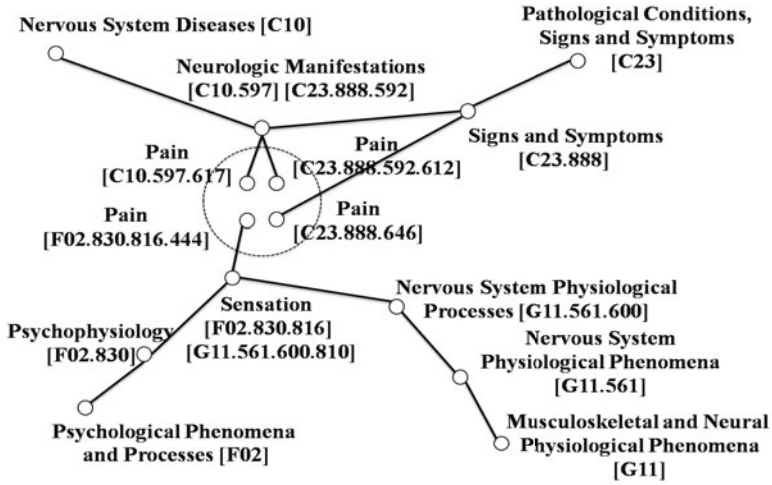 Nervous System Diseases [C10]
Pathological Conditions,
Signs and Symptoms
[C23]
Neurologic Manifestations
[C10.597] [C23.888.592]
Signs and Symptoms
[C23.888]
Pain
[C10.597.617]
Pain
[C23.888.592.612]
Pain
[F02.830.816.444]
Pain
[C23.888.646]
Sensation
[F02.830.816]
[G11.561.600.810]
Nervous System Physiological
Processes [G11.561.600]
Psychophysiology
[F02.830]
Nervous System
Physiological Phenomena
[G11.561]
Psychological Phenomena
and Processes [F02]
Musculoskeletal and Neural
Physiological Phenomena
[G11]